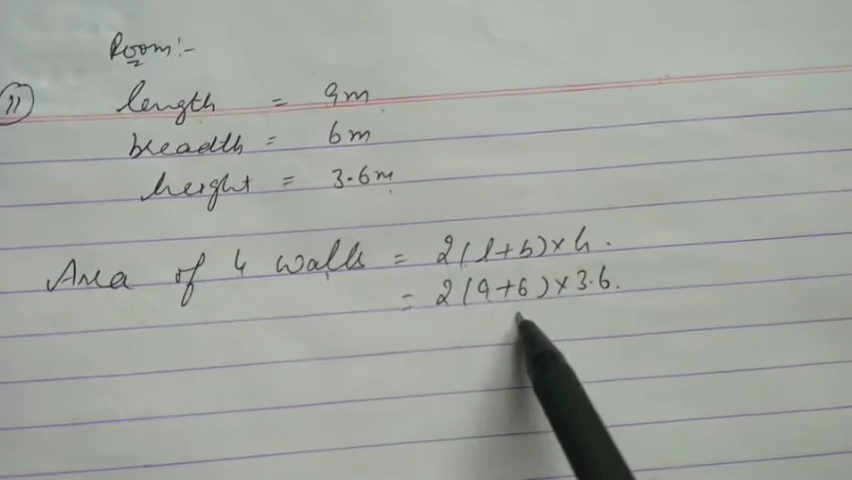 Room:-
11 length = 9m
breadth = 6m
height = 3.6m
Area of 4 walls = 2(l+b)×h.
= 2(9+6)×3.6.